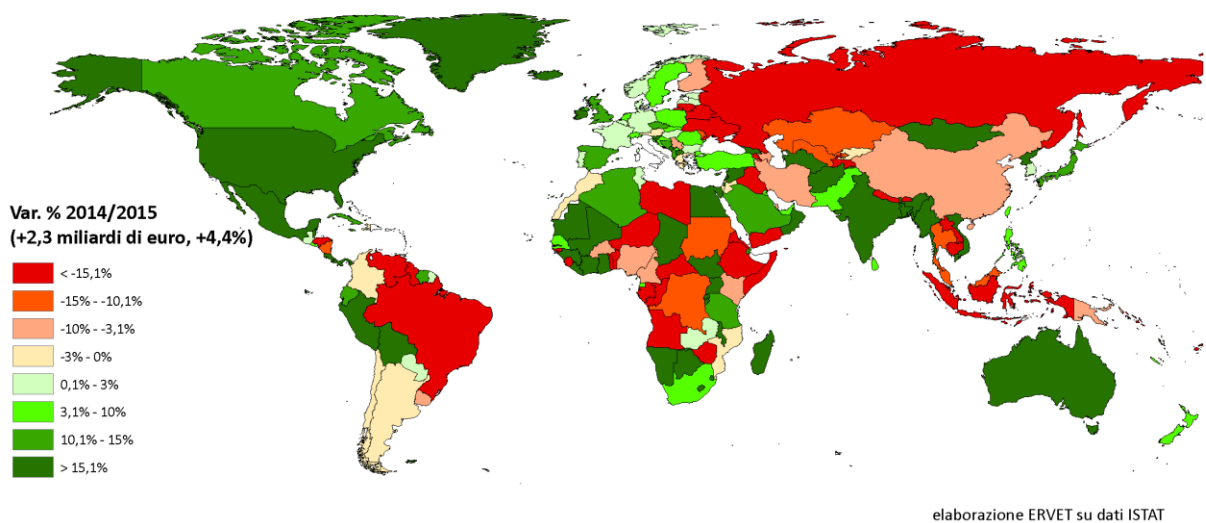 Var. % 2014/2015
(+2,3 miliardi di euro, +4,4%)
< -15,1%
-15% - -10,1%
-10% - -3,1%
-3% - 0%
0,1% - 3%
3,1% - 10%
10,1% - 15%
> 15,1%
elaborazione ERVET su dati ISTAT